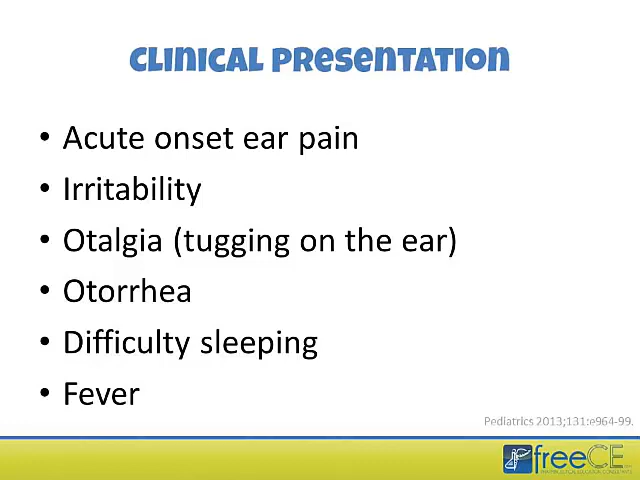 CLINICAL PRESENTATION
• Acute onset ear pain
• Irritability
• Otalgia (tugging on the ear)
• Otorrhea
• Difficulty sleeping
• Fever
Pediatrics 2013;131:e964-99.
freeCE